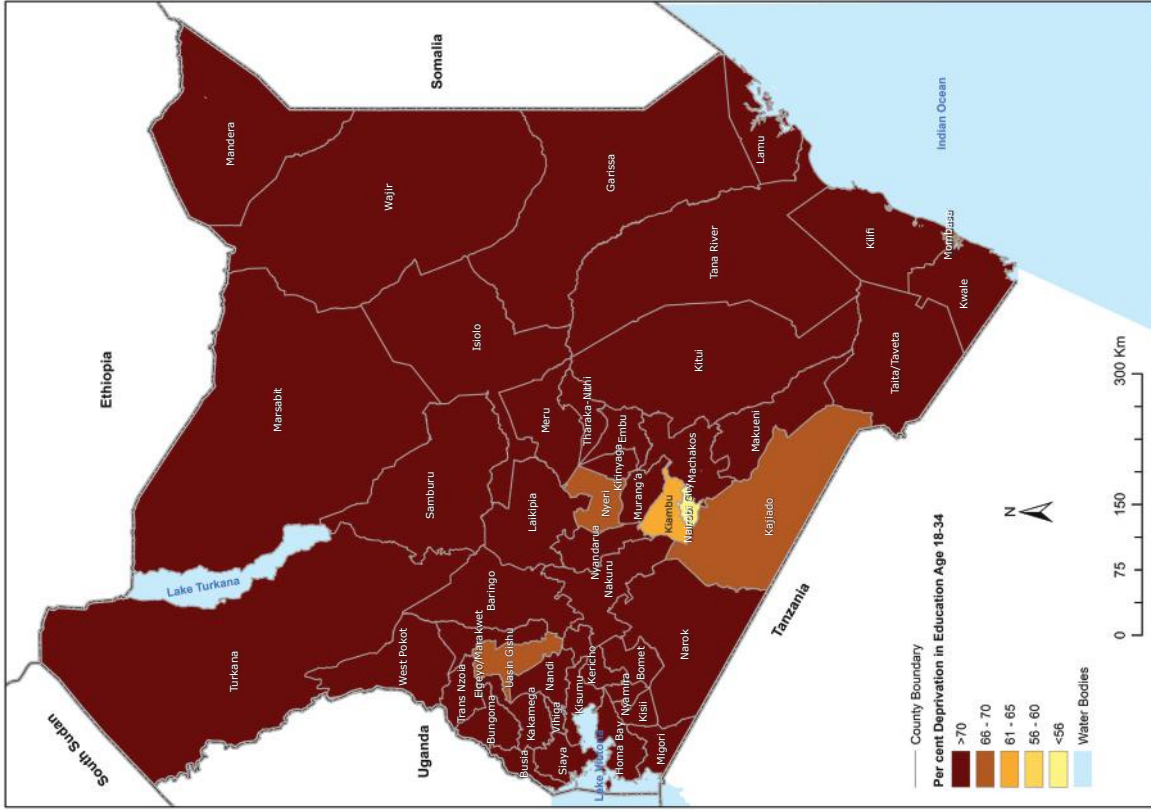 South Sudan
Ethiopia
Somalia
Uganda
Tanzania
Indian Ocean
Lake Turkana
Lake Victoria
Mandera
Turkana
Marsabit
Wajir
West Pokot
Samburu
Isiolo
Trans Nzoia
Elgeyo/Marakwet
Baringo
Bungoma
Uasin Gishu
Laikipia
Meru
Busia
Kakamega
Nandi
Vihiga
Siaya
Tharaka-Nithi
Garissa
Kisumu
Kericho
Nyandarua
Nyeri
Nakuru
Kirinyaga
Embu
Homa Bay
Nyamira
Bomet
Murang'a
Kisii
Migori
Kiambu
Narok
Nairobi City
Machakos
Kitui
Tana River
Lamu
Makueni
Kajiado
Kilifi
Taita/Taveta
Mombasa
Kwale
N
0 75 150 300 Km
County Boundary
Per cent Deprivation in Education Age 18-34
>70
66 - 70
61 - 65
56 - 60
<56
Water Bodies